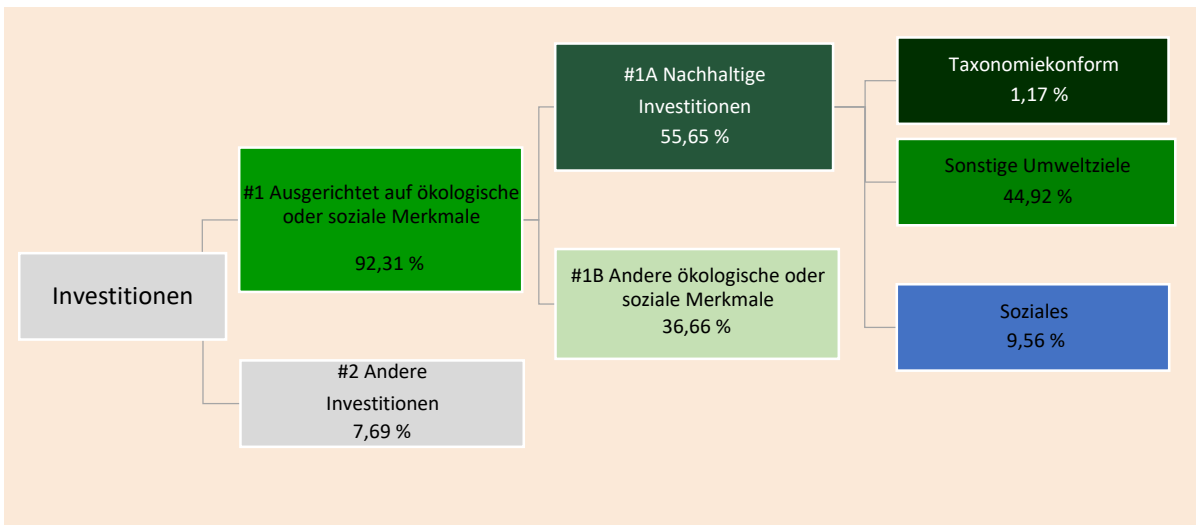 Investitionen
#1 Ausgerichtet auf ökologische
oder soziale Merkmale
92,31 %
#2 Andere
Investitionen
7,69 %
#1A Nachhaltige
Investitionen
55,65 %
#1B Andere ökologische oder
soziale Merkmale
36,66 %
Taxonomiekonform
1,17 %
Sonstige Umweltziele
44,92 %
Soziales
9,56 %